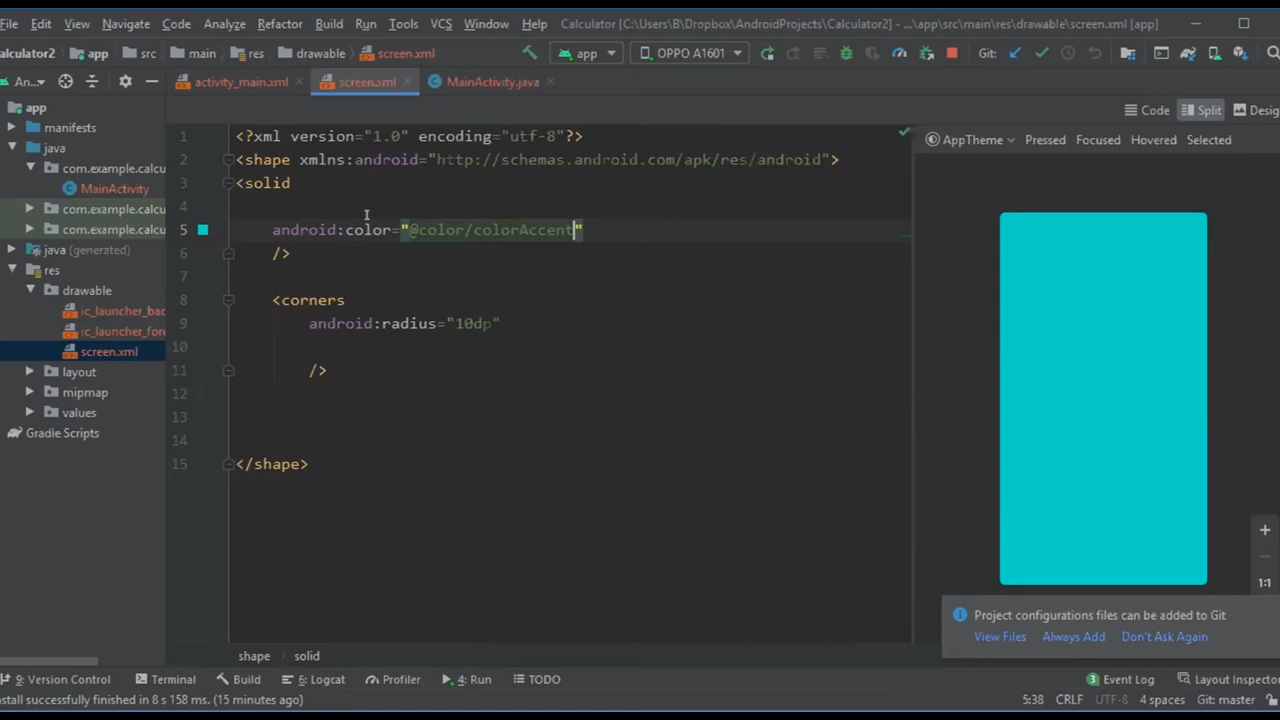 File Edit View Navigate Code Analyze Refactor Build Run Tools VCS Window Help Calculator [C:\Users\B\Dropbox\AndroidProjects\Calculator2] - ...\app\src\main\res\drawable\screen.xml [app]
alculator2 app src main res drawable screen.xml app OPPO A1601 Git:
An... activity_main.xml screen.xml MainActivity.java
Code Split Desig
AppTheme Pressed Focused Hovered Selected
app
manifests
java
com.example.calcu
MainActivity
com.example.calcu
com.example.calcu
java (generated)
res
drawable
ic_launcher_bac
ic_launcher_fore
screen.xml
layout
mipmap
values
Gradle Scripts
1 <?xml version="1.0" encoding="utf-8"?>
2 <shape xmlns:android="http://schemas.android.com/apk/res/android">
3 <solid
4
5 android:color="@color/colorAccent"
6 />
7
8 <corners
9 android:radius="10dp"
10
11 />
12
13
14
15 </shape>
1:1
Project configurations files can be added to Git
View Files Always Add Don't Ask Again
shape solid
9: Version Control Terminal Build 6: Logcat Profiler 4: Run TODO 3 Event Log Layout Inspector
nstall successfully finished in 8 s 158 ms. (15 minutes ago) 5:38 CRLF UTF-8 4 spaces Git: master